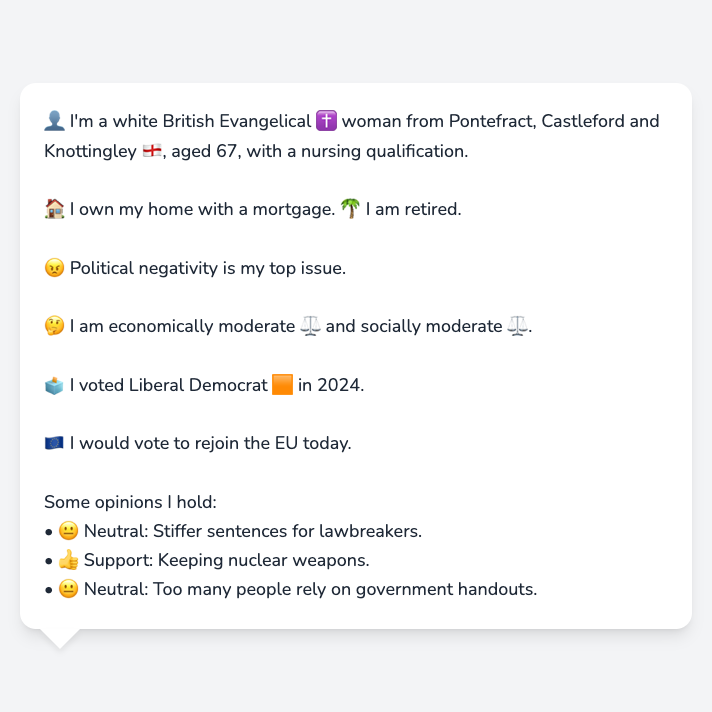 👤 I'm a white British Evangelical ✝️ woman from Pontefract, Castleford and
Knottingley 🏴󠁧󠁢󠁥󠁮󠁧󠁿, aged 67, with a nursing qualification.
🏠 I own my home with a mortgage. 🌴 I am retired.
😠 Political negativity is my top issue.
🤔 I am economically moderate ⚖️ and socially moderate ⚖️.
🗳️ I voted Liberal Democrat 🟧 in 2024.
🇪🇺 I would vote to rejoin the EU today.
Some opinions I hold:
• 😐 Neutral: Stiffer sentences for lawbreakers.
• 👍 Support: Keeping nuclear weapons.
• 😐 Neutral: Too many people rely on government handouts.